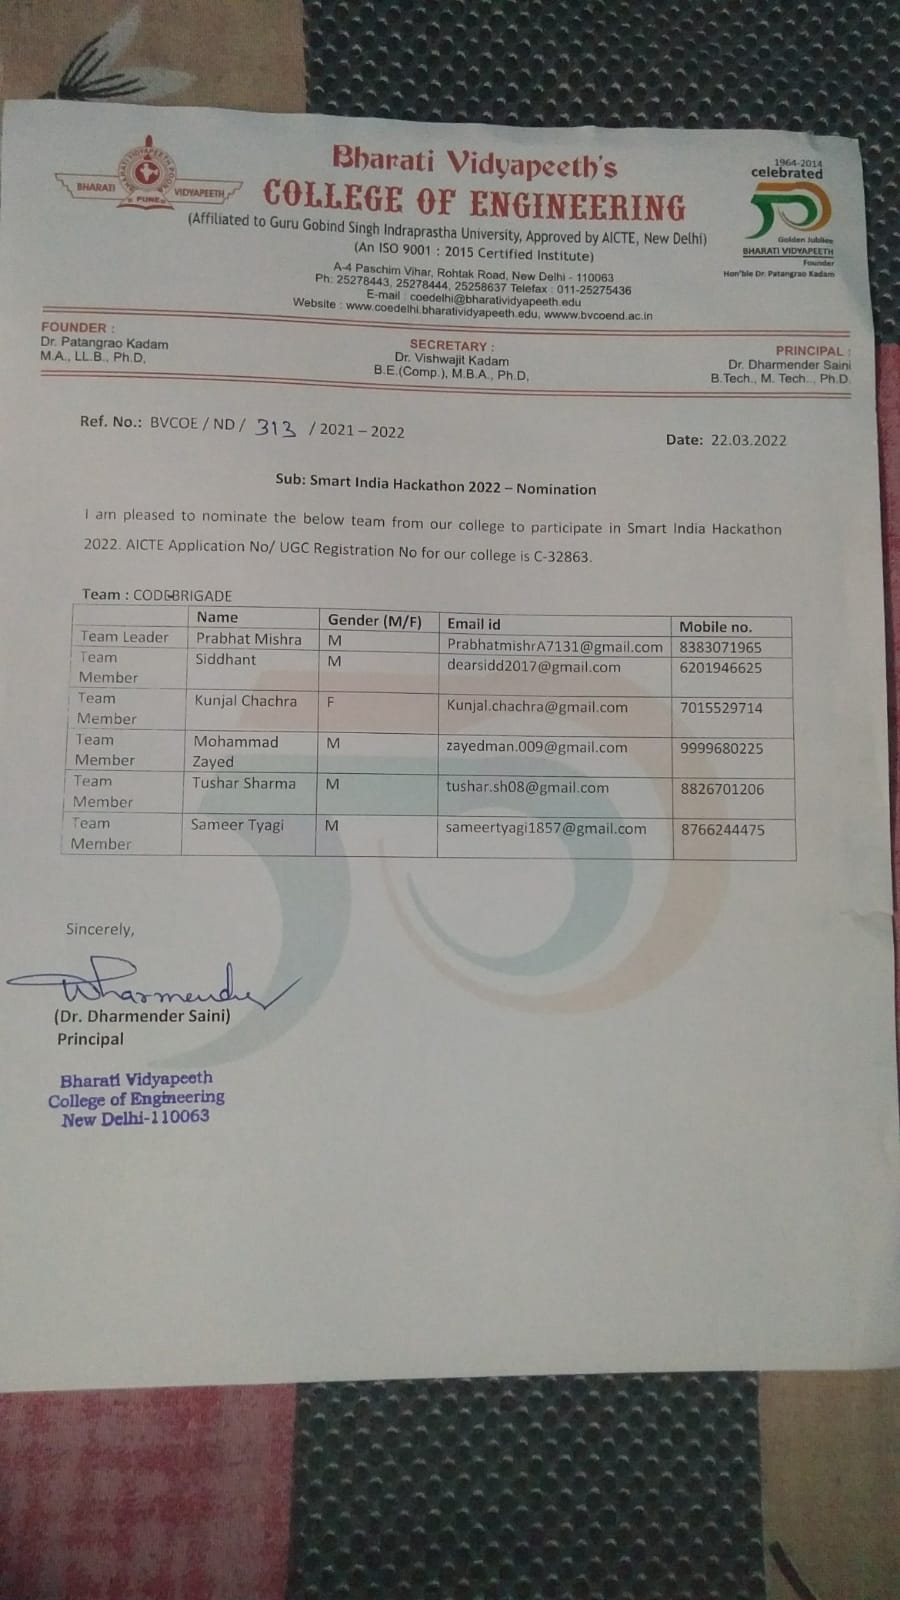 BHARATI VIDYAPEETH
PUNE
Bharati Vidyapeeth's
COLLEGE OF ENGINEERING
(Affiliated to Guru Gobind Singh Indraprastha University, Approved by AICTE, New Delhi)
(An ISO 9001 : 2015 Certified Institute)
A-4 Paschim Vihar, Rohtak Road, New Delhi - 110063
Ph: 25278443, 25278444, 25258637 Telefax : 011-25275436
E-mail : coedelhi@bharatividyapeeth.edu
Website : www.coedelhi.bharatividyapeeth.edu, wwww.bvcoend.ac.in
1964-2014
celebrated
50
Golden Jubilee
BHARATI VIDYAPEETH
Founder
Hon'ble Dr. Patangrao Kadam
FOUNDER :
Dr. Patangrao Kadam
M.A., LL.B., Ph.D.
SECRETARY :
Dr. Vishwajit Kadam
B.E.(Comp.), M.B.A., Ph.D,
PRINCIPAL :
Dr. Dharmender Saini
B.Tech., M. Tech.., Ph.D.
Ref. No.: BVCOE / ND / 313 / 2021 – 2022
Date: 22.03.2022
Sub: Smart India Hackathon 2022 – Nomination
I am pleased to nominate the below team from our college to participate in Smart India Hackathon
2022. AICTE Application No/ UGC Registration No for our college is C-32863.
Team : CODEBRIGADE
Name Gender (M/F) Email id Mobile no.
Team Leader Prabhat Mishra M PrabhatmishrA7131@gmail.com 8383071965
Team Siddhant M dearsidd2017@gmail.com 6201946625
Member
Team Kunjal Chachra F Kunjal.chachra@gmail.com 7015529714
Member
Team Mohammad M zayedman.009@gmail.com 9999680225
Member Zayed
Team Tushar Sharma M tushar.sh08@gmail.com 8826701206
Member
Team Sameer Tyagi M sameertyagi1857@gmail.com 8766244475
Member
Sincerely,
Dharmender
(Dr. Dharmender Saini)
Principal
Bharati Vidyapeeth
College of Engineering
New Delhi-110063